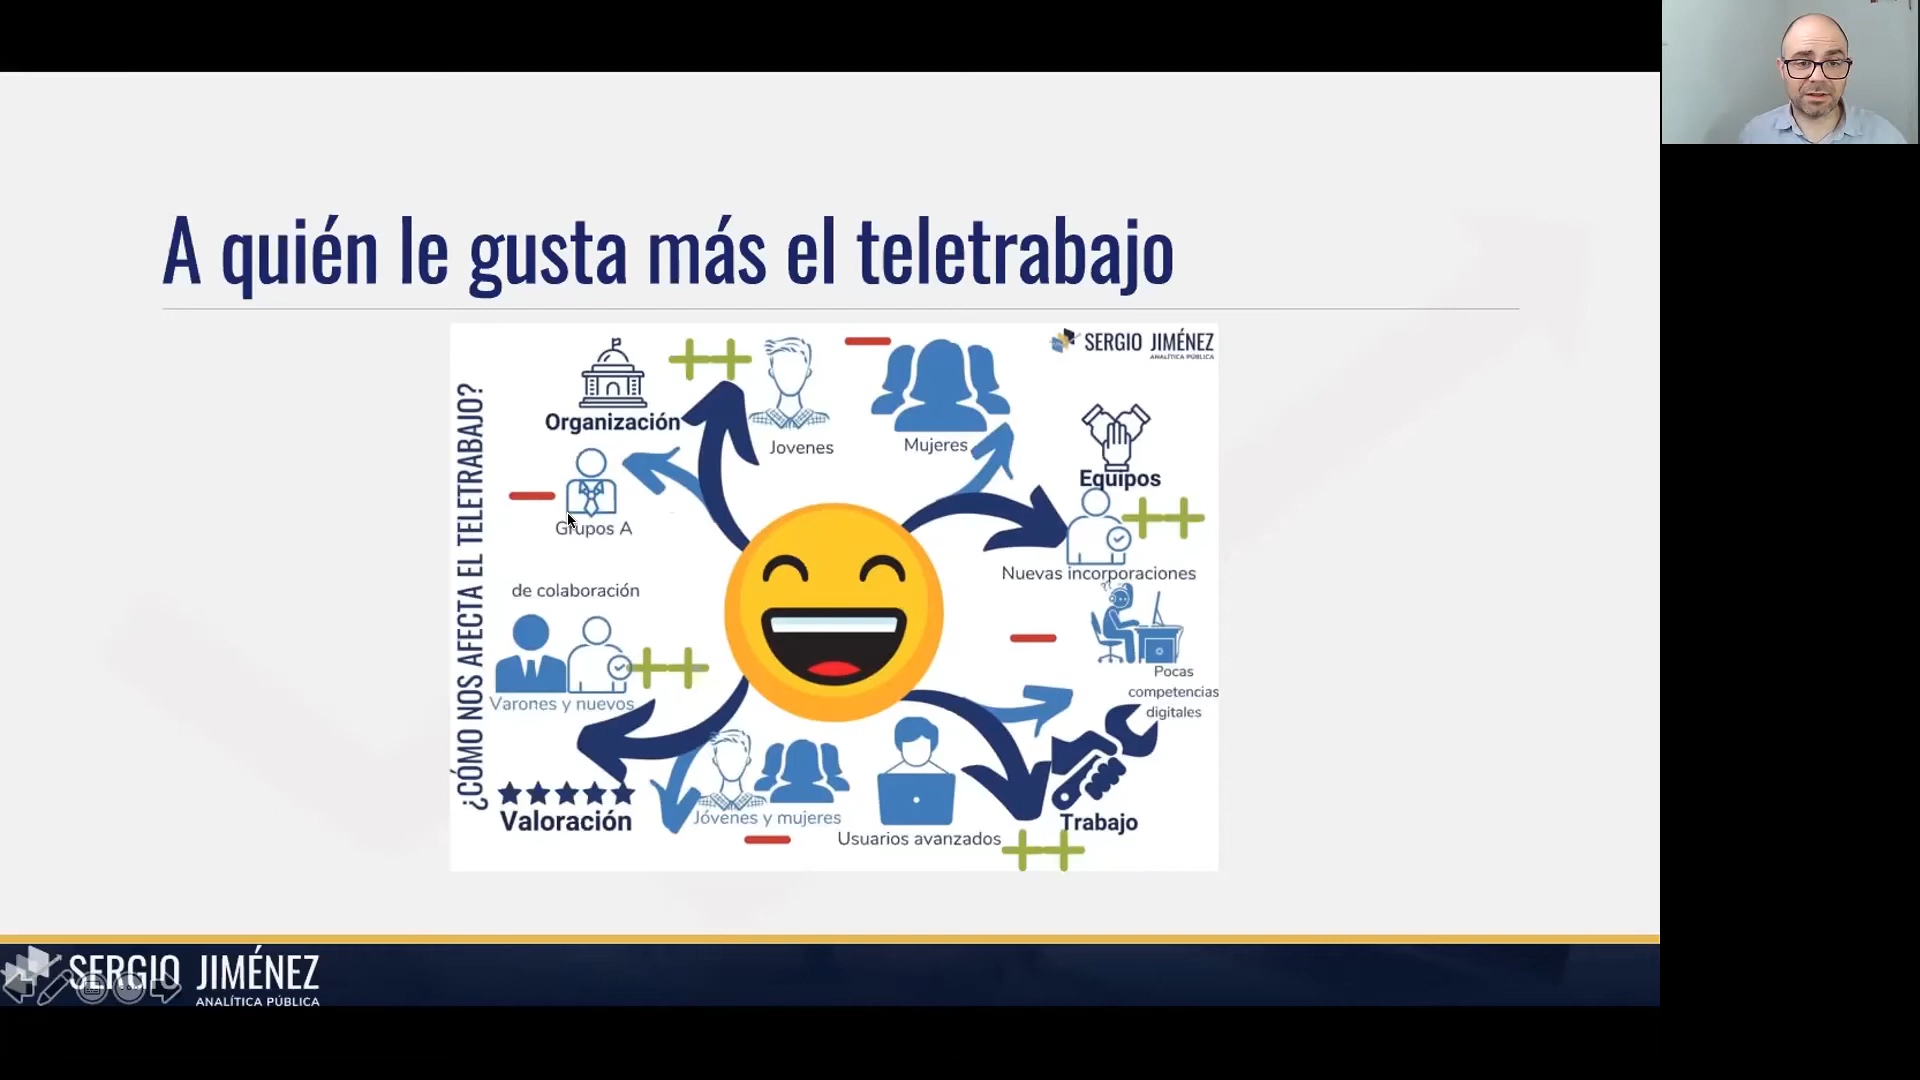 A quién le gusta más el teletrabajo
¿CÓMO NOS AFECTA EL TELETRABAJO?
SERGIO JIMÉNEZ
ANALÍTICA PÚBLICA
Organización
Jovenes
Mujeres
Equipos
Grupos A
Nuevas incorporaciones
de colaboración
Pocas
competencias
digitales
Varones y nuevos
Valoración
Jóvenes y mujeres
Usuarios avanzados
Trabajo
SERGIO JIMÉNEZ
ANALÍTICA PÚBLICA